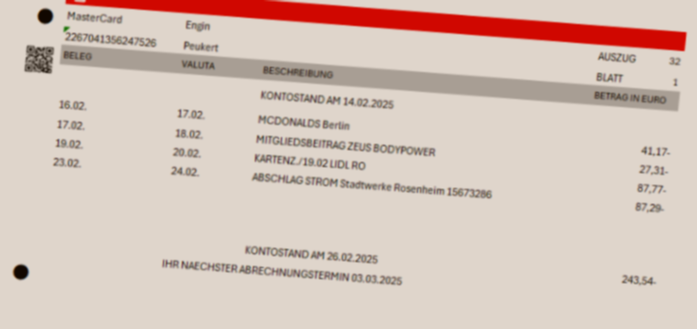 MasterCard Engin
2267041356247526 Peukert AUSZUG 32
BLATT 1
BELEG VALUTA BESCHREIBUNG BETRAG IN EURO
KONTOSTAND AM 14.02.2025
16.02. 17.02. MCDONALDS Berlin 41,17-
17.02. 18.02. MITGLIEDSBEITRAG ZEUS BODYPOWER 27,31-
19.02. 20.02. KARTENZ./19.02 LIDL RO 87,77-
23.02. 24.02. ABSCHLAG STROM Stadtwerke Rosenheim 15673286 87,29-
KONTOSTAND AM 26.02.2025 243,54-
IHR NAECHSTER ABRECHNUNGSTERMIN 03.03.2025